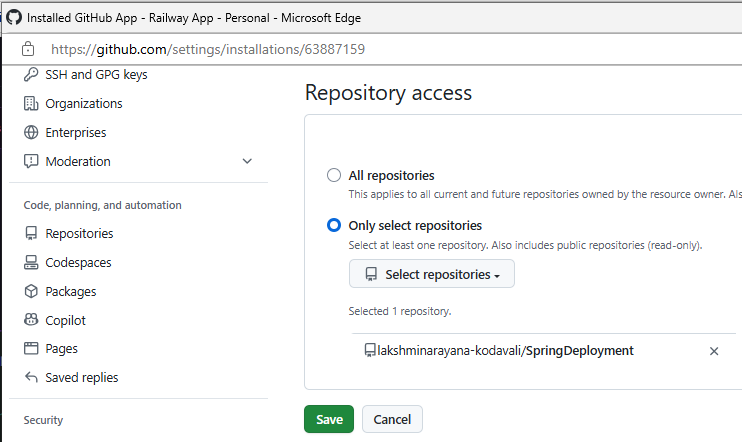 Installed GitHub App - Railway App - Personal - Microsoft Edge
https://github.com/settings/installations/63887159
SSH and GPG keys
Organizations
Enterprises
Moderation
Code, planning, and automation
Repositories
Codespaces
Packages
Copilot
Pages
Saved replies
Security
Repository access
All repositories
This applies to all current and future repositories owned by the resource owner. Als
Only select repositories
Select at least one repository. Also includes public repositories (read-only).
Select repositories
Selected 1 repository.
lakshminarayana-kodavali/SpringDeployment
Save
Cancel